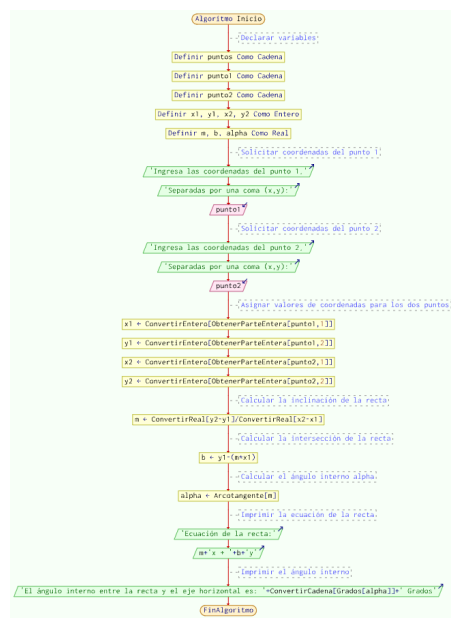 Algoritmo Inicio
Declarar variables
Definir puntos Como Cadena
Definir punto1 Como Cadena
Definir punto2 Como Cadena
Definir x1, y1, x2, y2 Como Entero
Definir m, b, alpha Como Real
Solicitar coordenadas del punto 1
'Ingresa las coordenadas del punto 1,'
'Separadas por una coma (x,y):'
punto1
Solicitar coordenadas del punto 2
'Ingresa las coordenadas del punto 2,'
'Separadas por una coma (x,y):'
punto2
Asignar valores de coordenadas para los dos puntos
x1 ← ConvertirEntero[ObtenerParteEntera[punto1,1]]
y1 ← ConvertirEntero[ObtenerParteEntera[punto1,2]]
x2 ← ConvertirEntero[ObtenerParteEntera[punto2,1]]
y2 ← ConvertirEntero[ObtenerParteEntera[punto2,2]]
Calcular la inclinación de la recta
m ← ConvertirReal[y2-y1]/ConvertirReal[x2-x1]
Calcular la intersección de la recta
b ← y1-(m*x1)
Calcular el ángulo interno alpha
alpha ← Arcotangente[m]
Imprimir la ecuación de la recta
'Ecuación de la recta:'
m+'x + '+b+'y'
Imprimir el ángulo interno
'El ángulo interno entre la recta y el eje horizontal es: '+ConvertirCadena[Grados[alpha]]+' Grados'
FinAlgoritmo